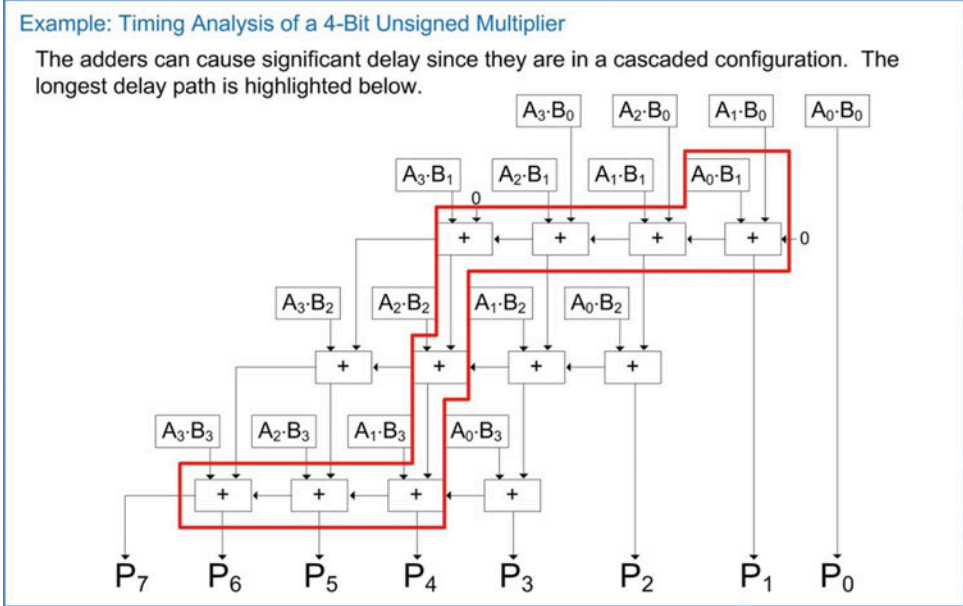 Example: Timing Analysis of a 4-Bit Unsigned Multiplier
The adders can cause significant delay since they are in a cascaded configuration. The
longest delay path is highlighted below.
A₃·B₀ A₂·B₀ A₁·B₀ A₀·B₀
A₃·B₁ A₂·B₁ A₁·B₁ A₀·B₁
0
+ + + + 0
A₃·B₂ A₂·B₂ A₁·B₂ A₀·B₂
+ + + +
A₃·B₃ A₂·B₃ A₁·B₃ A₀·B₃
+ + + +
P₇ P₆ P₅ P₄ P₃ P₂ P₁ P₀